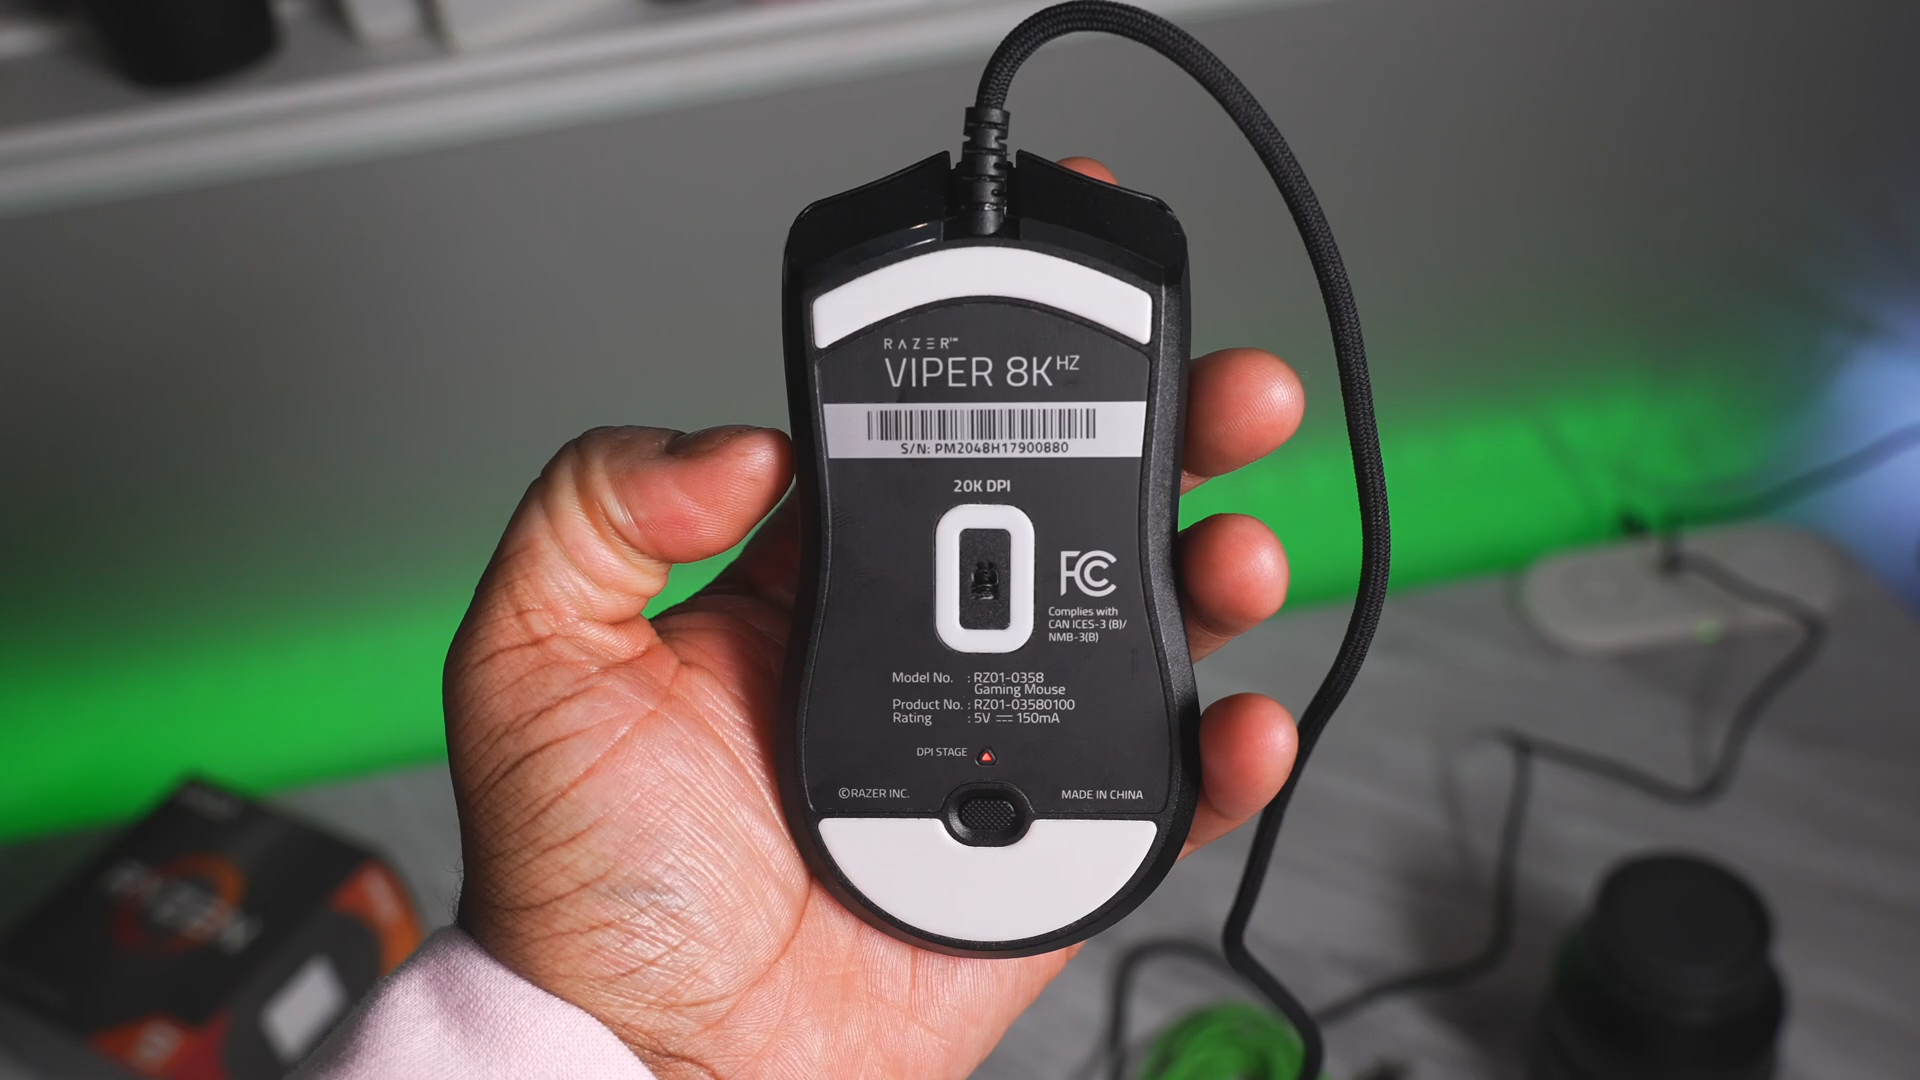 RAZER™
VIPER 8KHZ
S/N: PM2048H17900880
20K DPI
FC
Complies with
CAN ICES-3 (B)/
NMB-3(B)
Model No. : RZ01-0358
Gaming Mouse
Product No. : RZ01-03580100
Rating : 5V ⎓ 150mA
DPI STAGE
©RAZER INC.
MADE IN CHINA
RYZEN